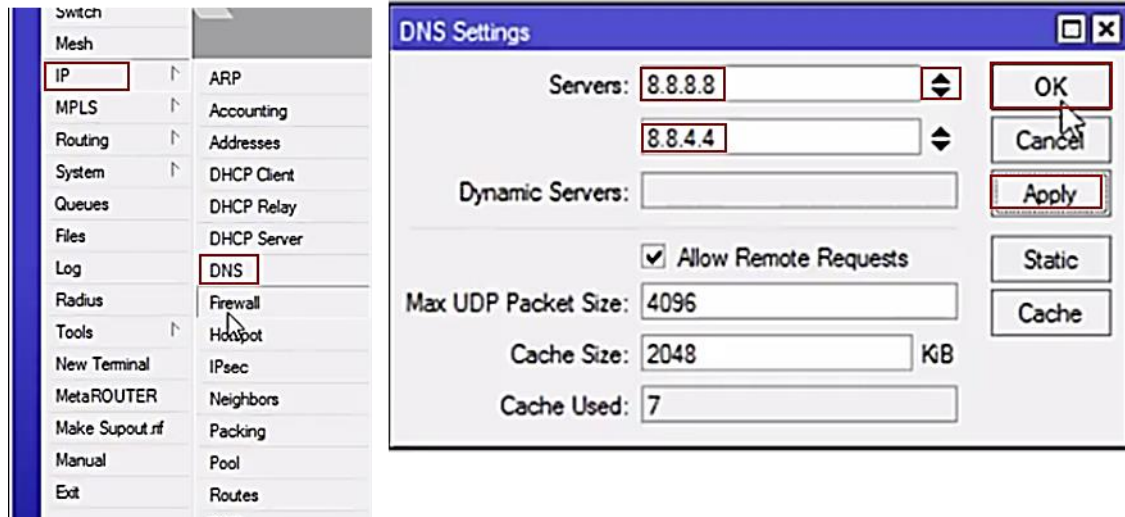 Switch
Mesh
IP
MPLS
Routing
System
Queues
Files
Log
Radius
Tools
New Terminal
MetaROUTER
Make Supout.rif
Manual
Exit
ARP
Accounting
Addresses
DHCP Client
DHCP Relay
DHCP Server
DNS
Firewall
Hotspot
IPsec
Neighbors
Packing
Pool
Routes
DNS Settings
Servers: 8.8.8.8
8.8.4.4
Dynamic Servers:
Allow Remote Requests
Max UDP Packet Size: 4096
Cache Size: 2048 KiB
Cache Used: 7
OK
Cancel
Apply
Static
Cache